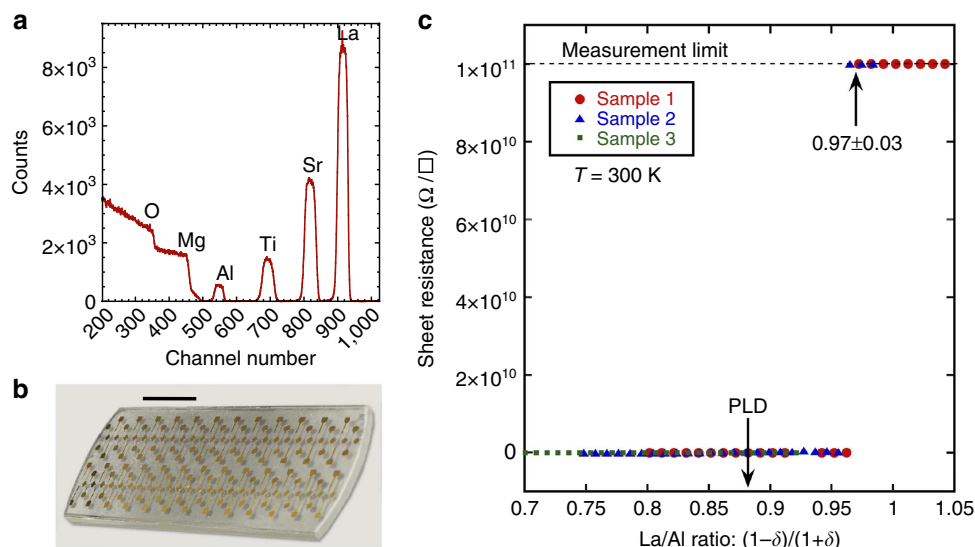 a
8×10³
6×10³
4×10³
2×10³
0
Counts
O
Mg
Al
Ti
Sr
La
200
300
400
500
600
700
800
900
1,000
Channel number
b
c
Measurement limit
1×10¹¹
8×10¹⁰
6×10¹⁰
4×10¹⁰
2×10¹⁰
0
Sheet resistance (Ω/□)
Sample 1
Sample 2
Sample 3
T = 300 K
0.97±0.03
PLD
0.7 0.75 0.8 0.85 0.9 0.95 1 1.05
La/Al ratio: (1−δ)/(1+δ)